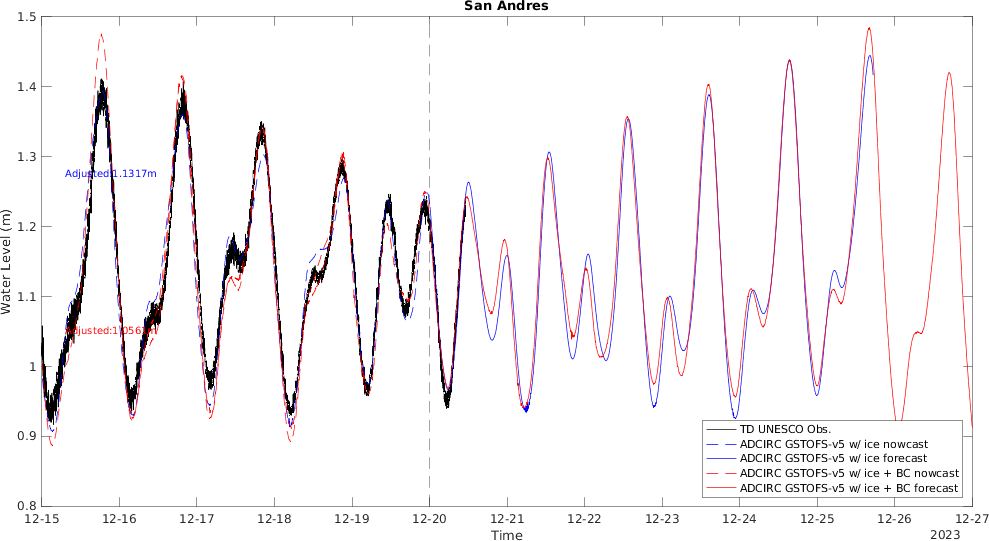 San Andres
Water Level (m)
1.5
1.4
1.3
1.2
1.1
1
0.9
0.8
Adjusted:1.1317m
TD UNESCO Obs.
ADCIRC GSTOFS-v5 w/ ice nowcast
ADCIRC GSTOFS-v5 w/ ice forecast
ADCIRC GSTOFS-v5 w/ ice + BC nowcast
ADCIRC GSTOFS-v5 w/ ice + BC forecast
12-15 12-16 12-17 12-18 12-19 12-20 12-21 12-22 12-23 12-24 12-25 12-26 12-27
Time
2023